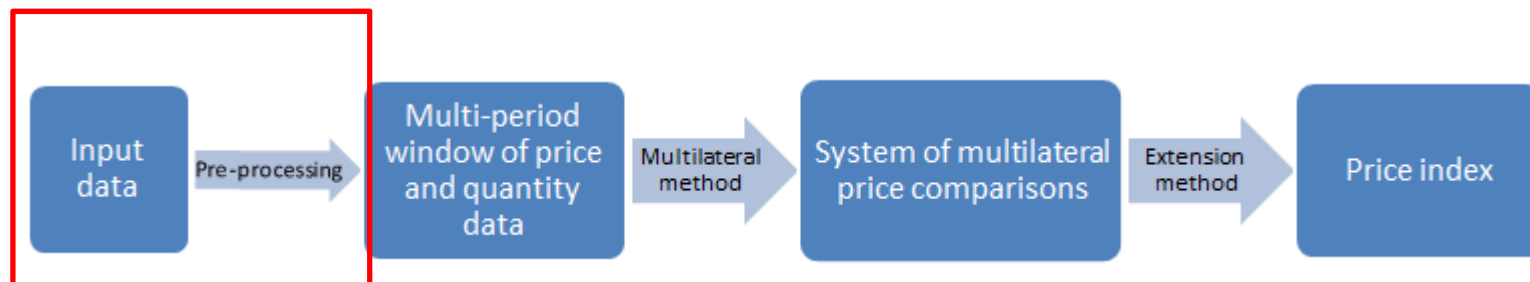 Input
data
Pre-processing
Multi-period
window of price
and quantity
data
Multilateral
method
System of multilateral
price comparisons
Extension
method
Price index